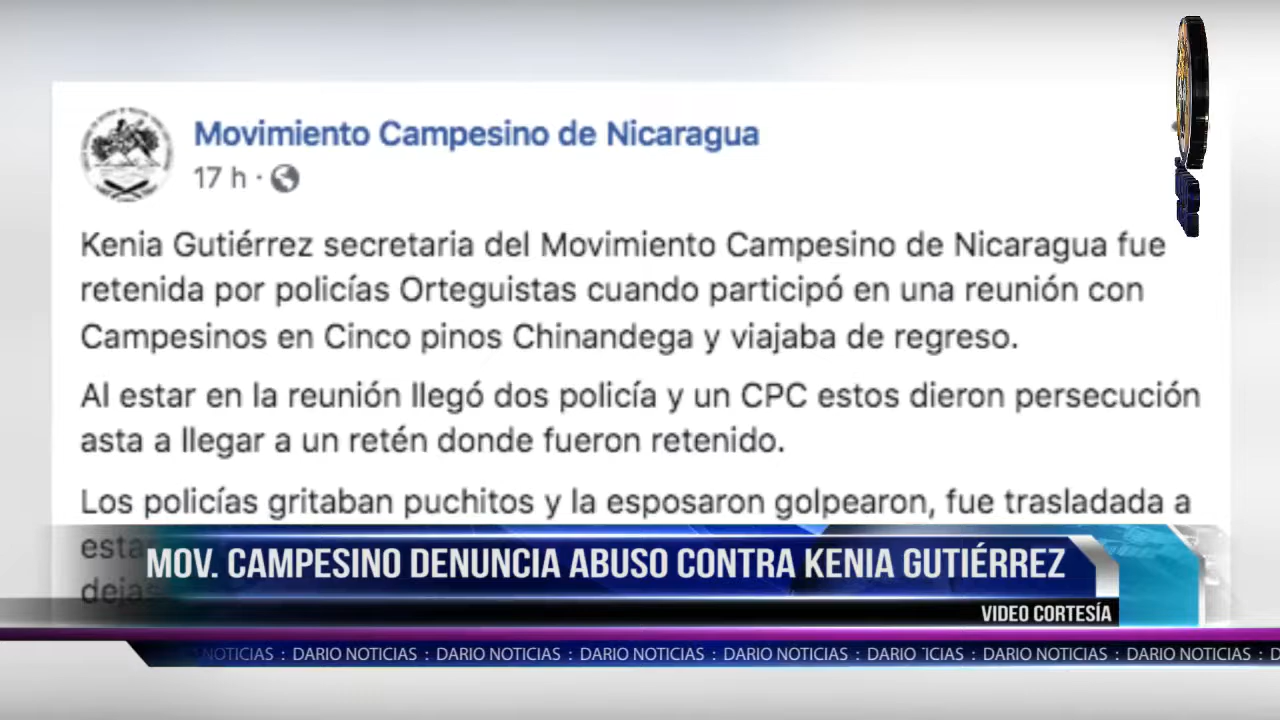 Movimiento Campesino de Nicaragua
17 h ·
Kenia Gutiérrez secretaria del Movimiento Campesino de Nicaragua fue
retenida por policías Orteguistas cuando participó en una reunión con
Campesinos en Cinco pinos Chinandega y viajaba de regreso.
Al estar en la reunión llegó dos policía y un CPC estos dieron persecución
asta a llegar a un retén donde fueron retenido.
Los policías gritaban puchitos y la esposaron golpearon, fue trasladada a
MOV. CAMPESINO DENUNCIA ABUSO CONTRA KENIA GUTIÉRREZ
VIDEO CORTESÍA
NOTICIAS : DARIO NOTICIAS : DARIO NOTICIAS : DARIO NOTICIAS : DARIO NOTICIAS : DARIO ICIAS : DARIO NOTICIAS : DARIO NOTICIAS : D